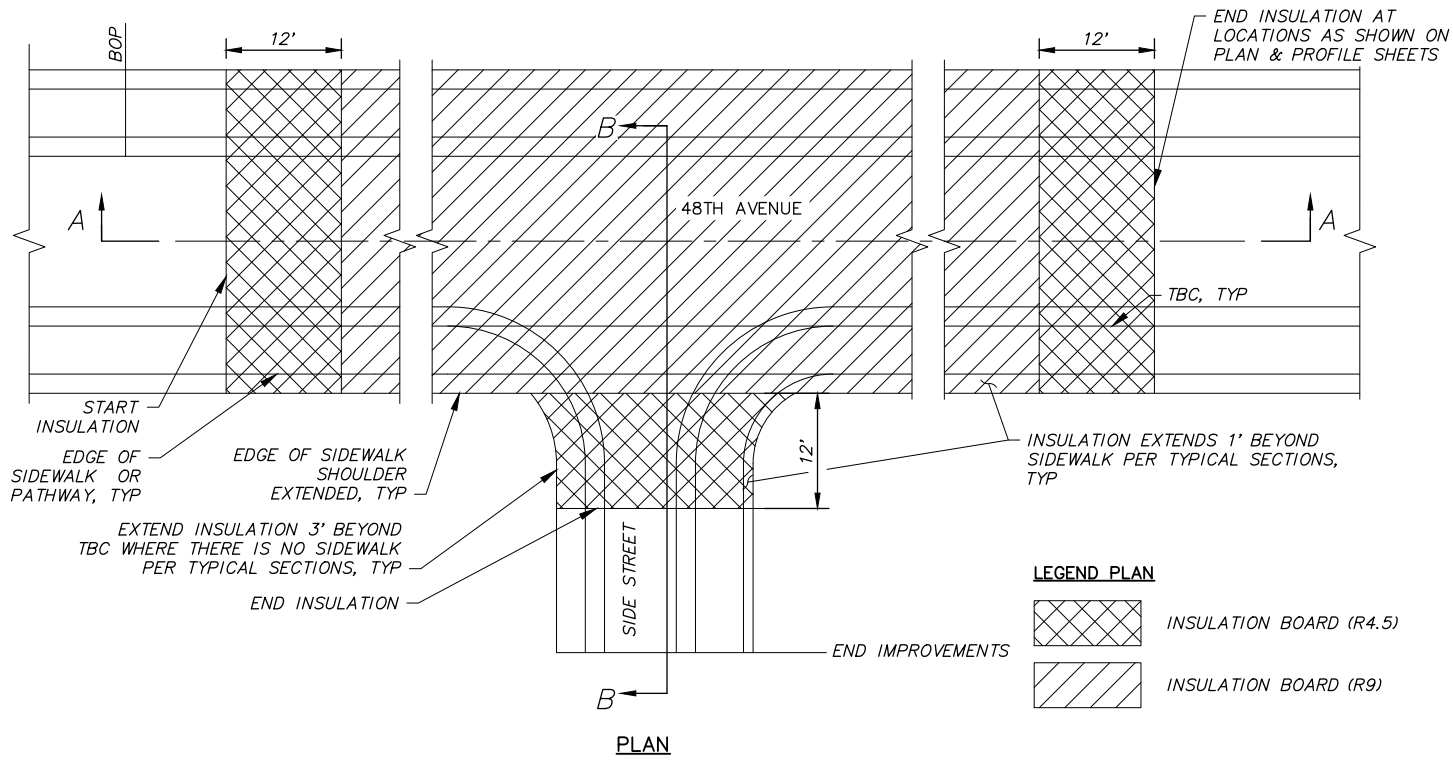 BOP
12'
12'
END INSULATION AT
LOCATIONS AS SHOWN ON
PLAN & PROFILE SHEETS
B
48TH AVENUE
A
A
TBC, TYP
START
INSULATION
EDGE OF
SIDEWALK OR
PATHWAY, TYP
EDGE OF SIDEWALK
SHOULDER
EXTENDED, TYP
12'
INSULATION EXTENDS 1' BEYOND
SIDEWALK PER TYPICAL SECTIONS,
TYP
EXTEND INSULATION 3' BEYOND
TBC WHERE THERE IS NO SIDEWALK
PER TYPICAL SECTIONS, TYP
END INSULATION
SIDE STREET
END IMPROVEMENTS
B
PLAN
LEGEND PLAN
INSULATION BOARD (R4.5)
INSULATION BOARD (R9)